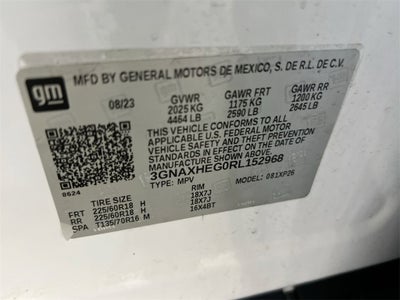 gm
MFD BY GENERAL MOTORS DE MEXICO, S. DE R.L. DE C.V.
08/23 GVWR GAWR FRT GAWR RR
2025 KG 1175 KG 1200 KG
4464 LB 2590 LB 2645 LB
THIS VEHICLE CONFORMS TO ALL
APPLICABLE U.S. FEDERAL MOTOR
VEHICLE SAFETY AND THEFT PREVENTION
STANDARDS IN EFFECT ON THE DATE OF
MANUFACTURE SHOWN ABOVE.
3GNAXHEG0RL152968
8624 TYPE: MPV MODEL: 081XP26
TIRE SIZE RIM
FRT 225/60R18 H 18X7J
RR 225/60R18 H 18X7J
SPA T135/70R16 M 16X4BT